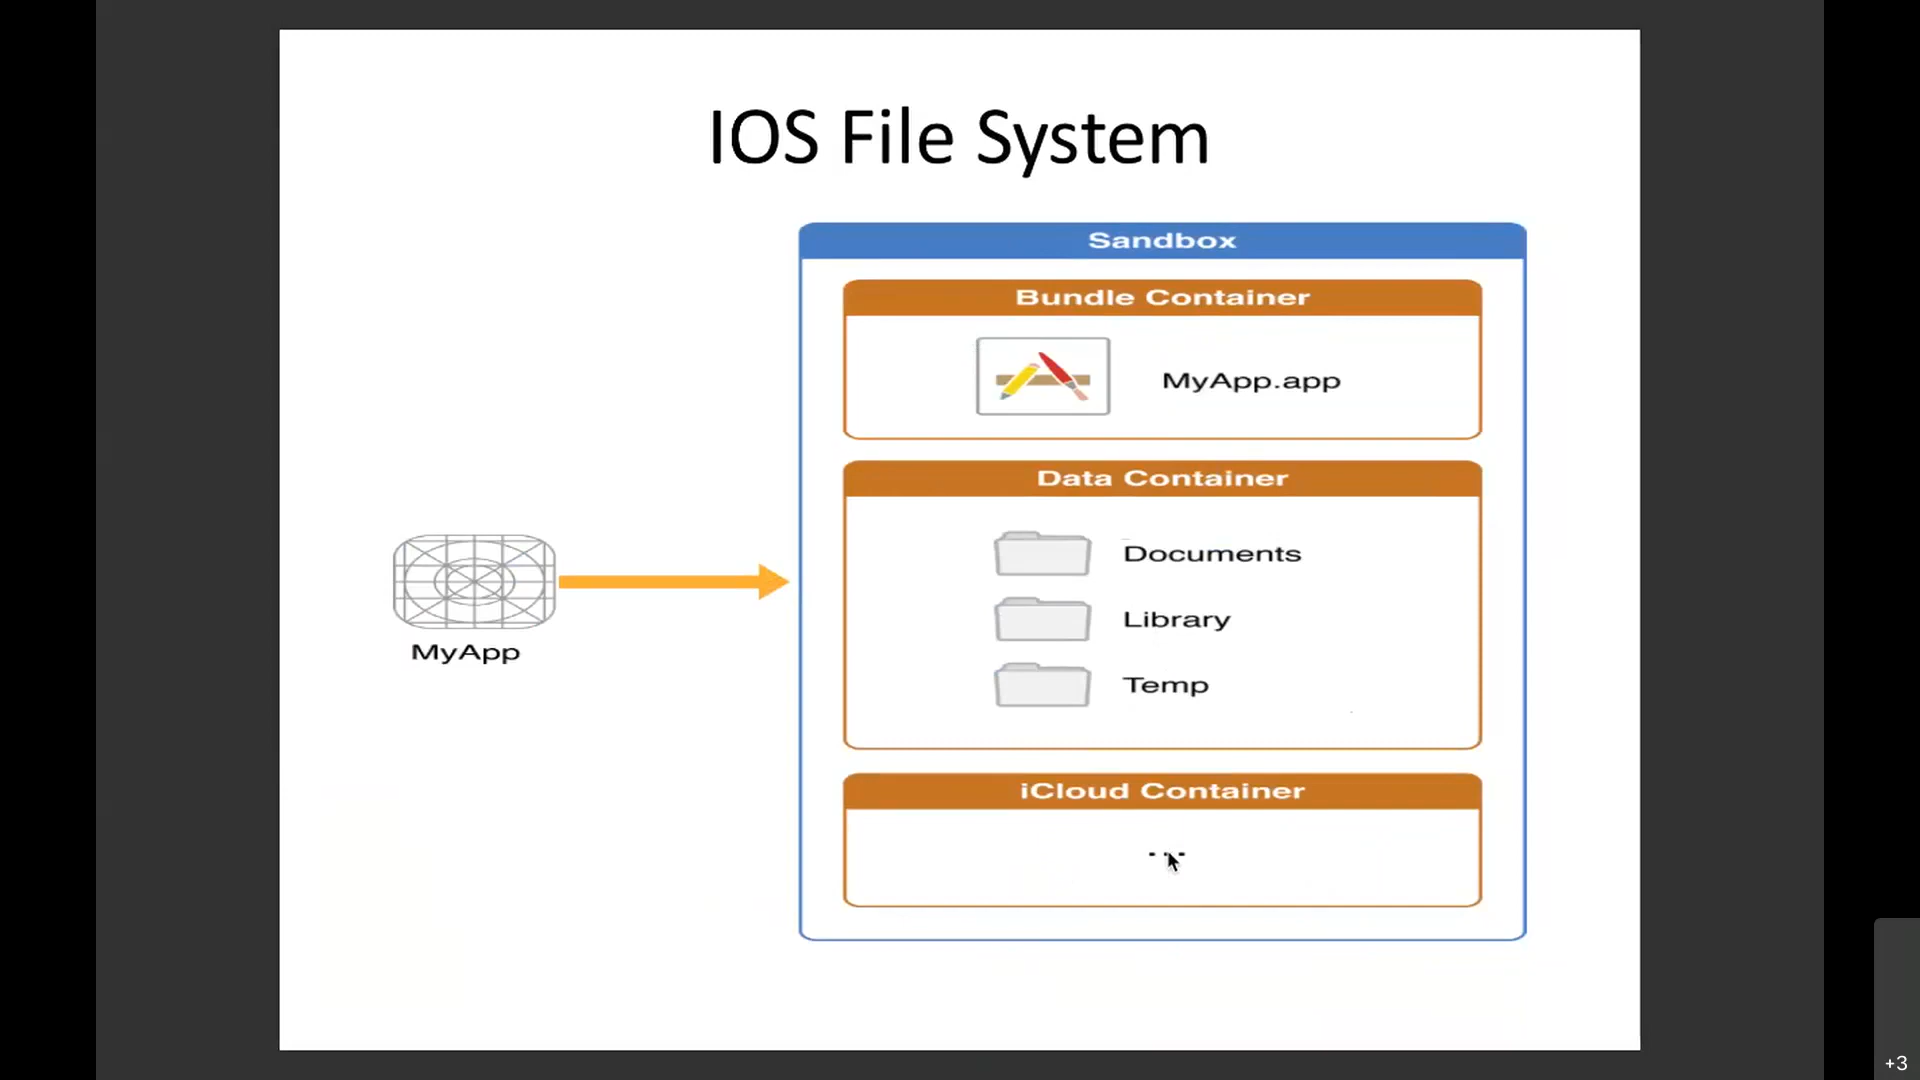 IOS File System
Sandbox
Bundle Container
MyApp.app
Data Container
Documents
Library
Temp
MyApp
iCloud Container
...
+3